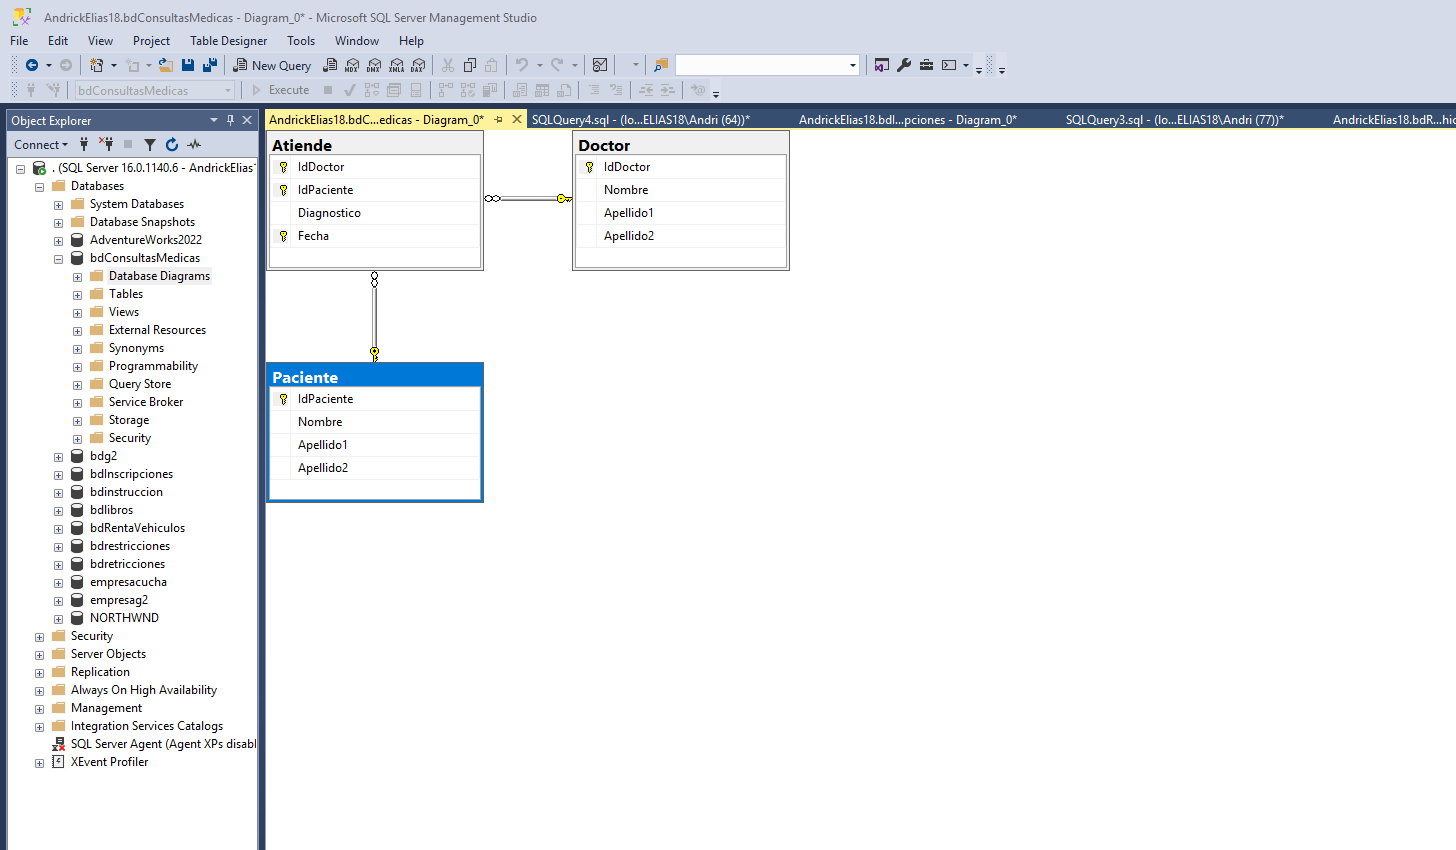 AndrickElias18.bdConsultasMedicas - Diagram_0* - Microsoft SQL Server Management Studio
File Edit View Project Table Designer Tools Window Help
New Query MDX DMX XMLA DAX
bdConsultasMedicas Execute
Object Explorer
Connect
. (SQL Server 16.0.1140.6 - AndrickElias1
Databases
System Databases
Database Snapshots
AdventureWorks2022
bdConsultasMedicas
Database Diagrams
Tables
Views
External Resources
Synonyms
Programmability
Query Store
Service Broker
Storage
Security
bdg2
bdInscripciones
bdinstruccion
bdlibros
bdRentaVehiculos
bdrestricciones
bdretricciones
empresacucha
empresag2
NORTHWND
Security
Server Objects
Replication
Always On High Availability
Management
Integration Services Catalogs
SQL Server Agent (Agent XPs disabl
XEvent Profiler
AndrickElias18.bdC...edicas - Diagram_0* SQLQuery4.sql - (lo...ELIAS18\Andri (64))* AndrickElias18.bdI...pciones - Diagram_0* SQLQuery3.sql - (lo...ELIAS18\Andri (77))* AndrickElias18.bdR...hic
Atiende
IdDoctor
IdPaciente
Diagnostico
Fecha
Doctor
IdDoctor
Nombre
Apellido1
Apellido2
Paciente
IdPaciente
Nombre
Apellido1
Apellido2